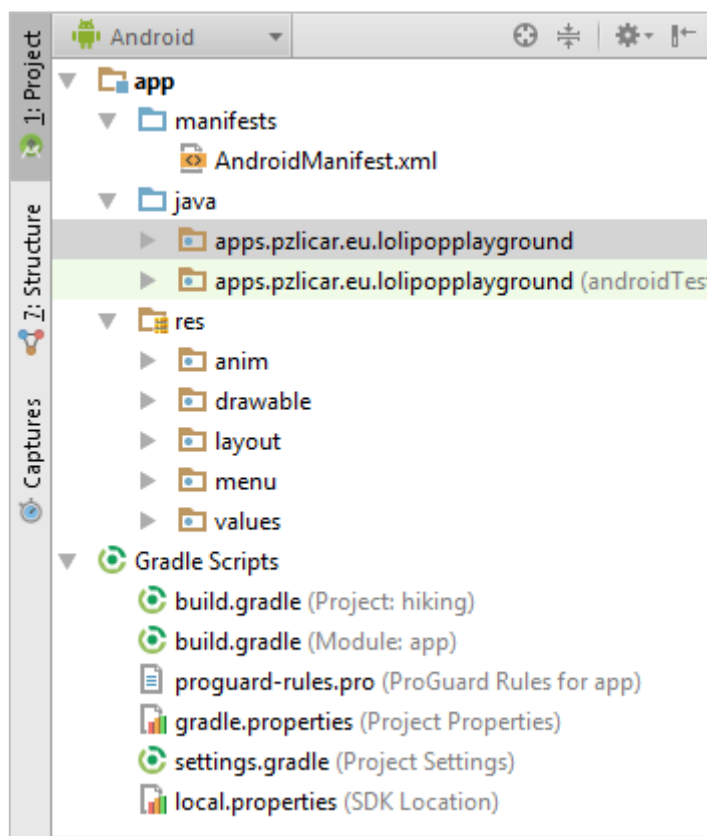 1: Project
7: Structure
Captures
Android
app
manifests
AndroidManifest.xml
java
apps.pzlicar.eu.lolipopplayground
apps.pzlicar.eu.lolipopplayground (androidTest
res
anim
drawable
layout
menu
values
Gradle Scripts
build.gradle (Project: hiking)
build.gradle (Module: app)
proguard-rules.pro (ProGuard Rules for app)
gradle.properties (Project Properties)
settings.gradle (Project Settings)
local.properties (SDK Location)